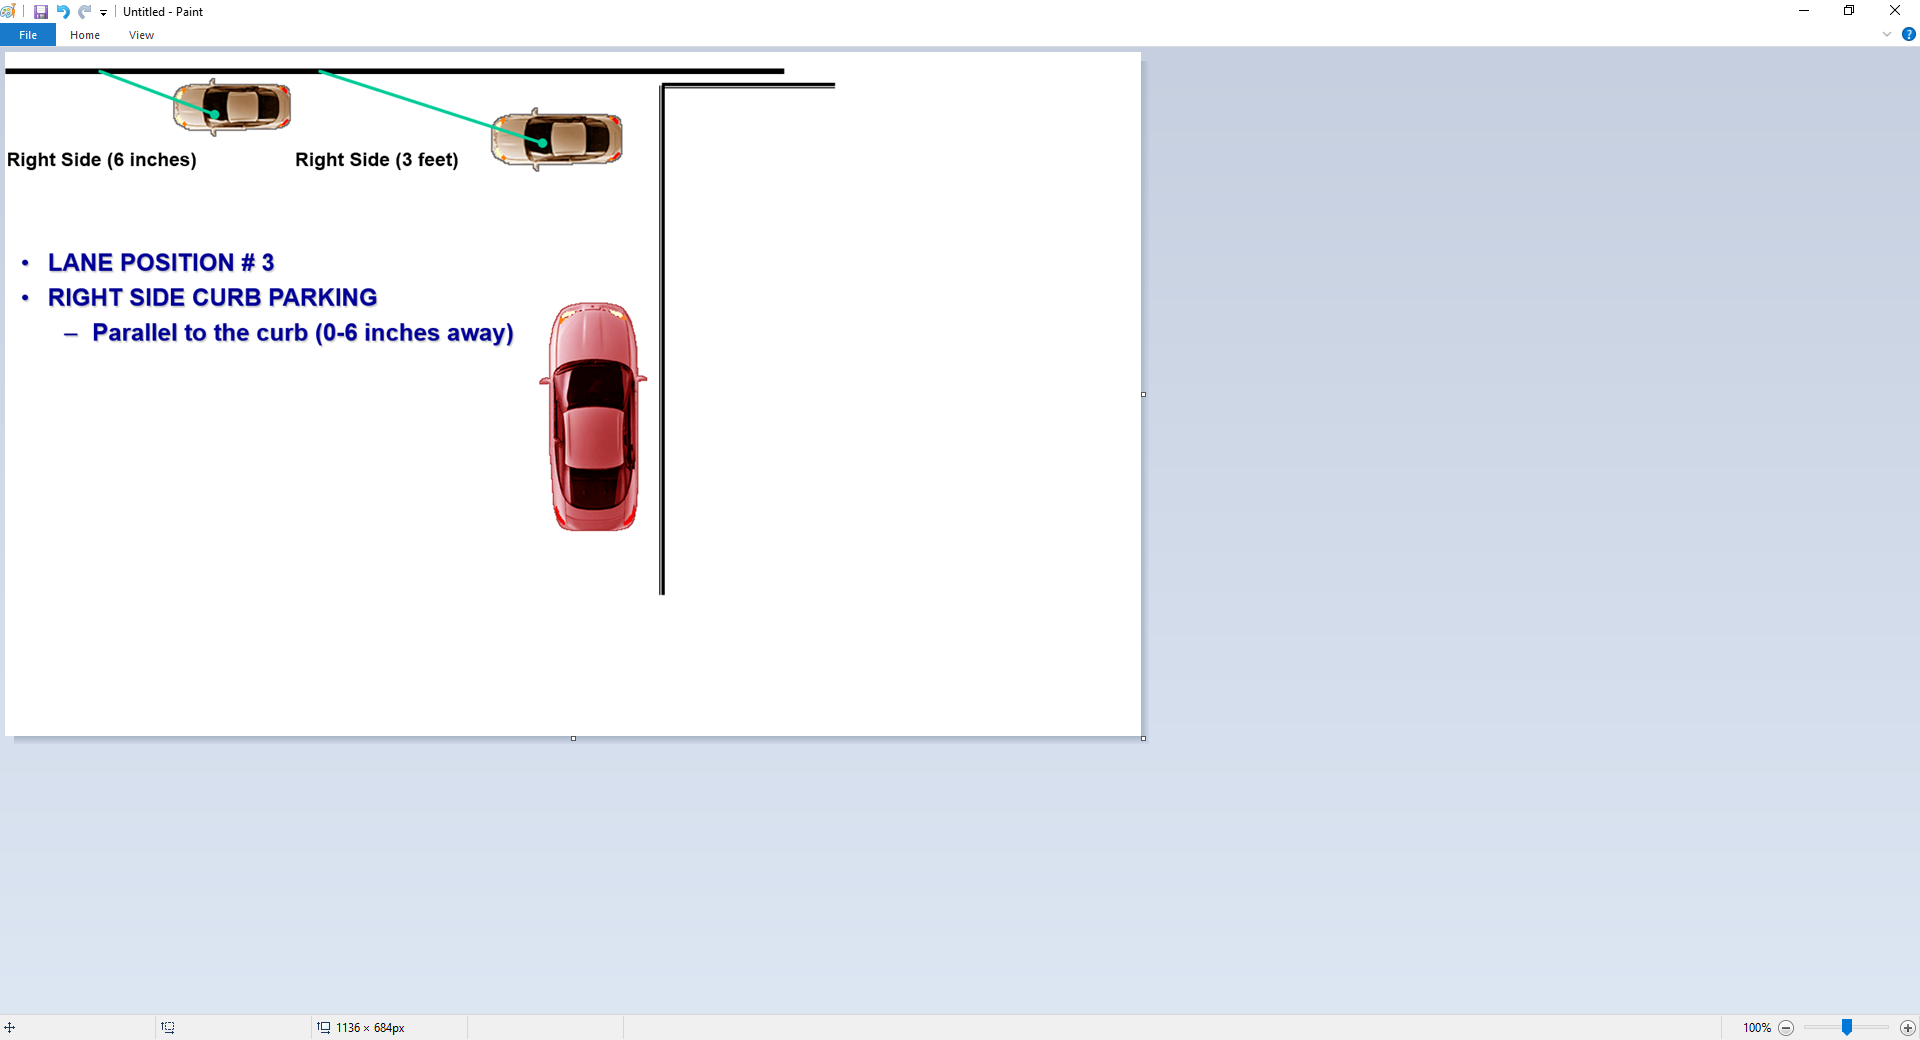 Untitled - Paint
File Home View
Right Side (6 inches) Right Side (3 feet)
• LANE POSITION # 3
• RIGHT SIDE CURB PARKING
– Parallel to the curb (0-6 inches away)
1136 × 684px
100%